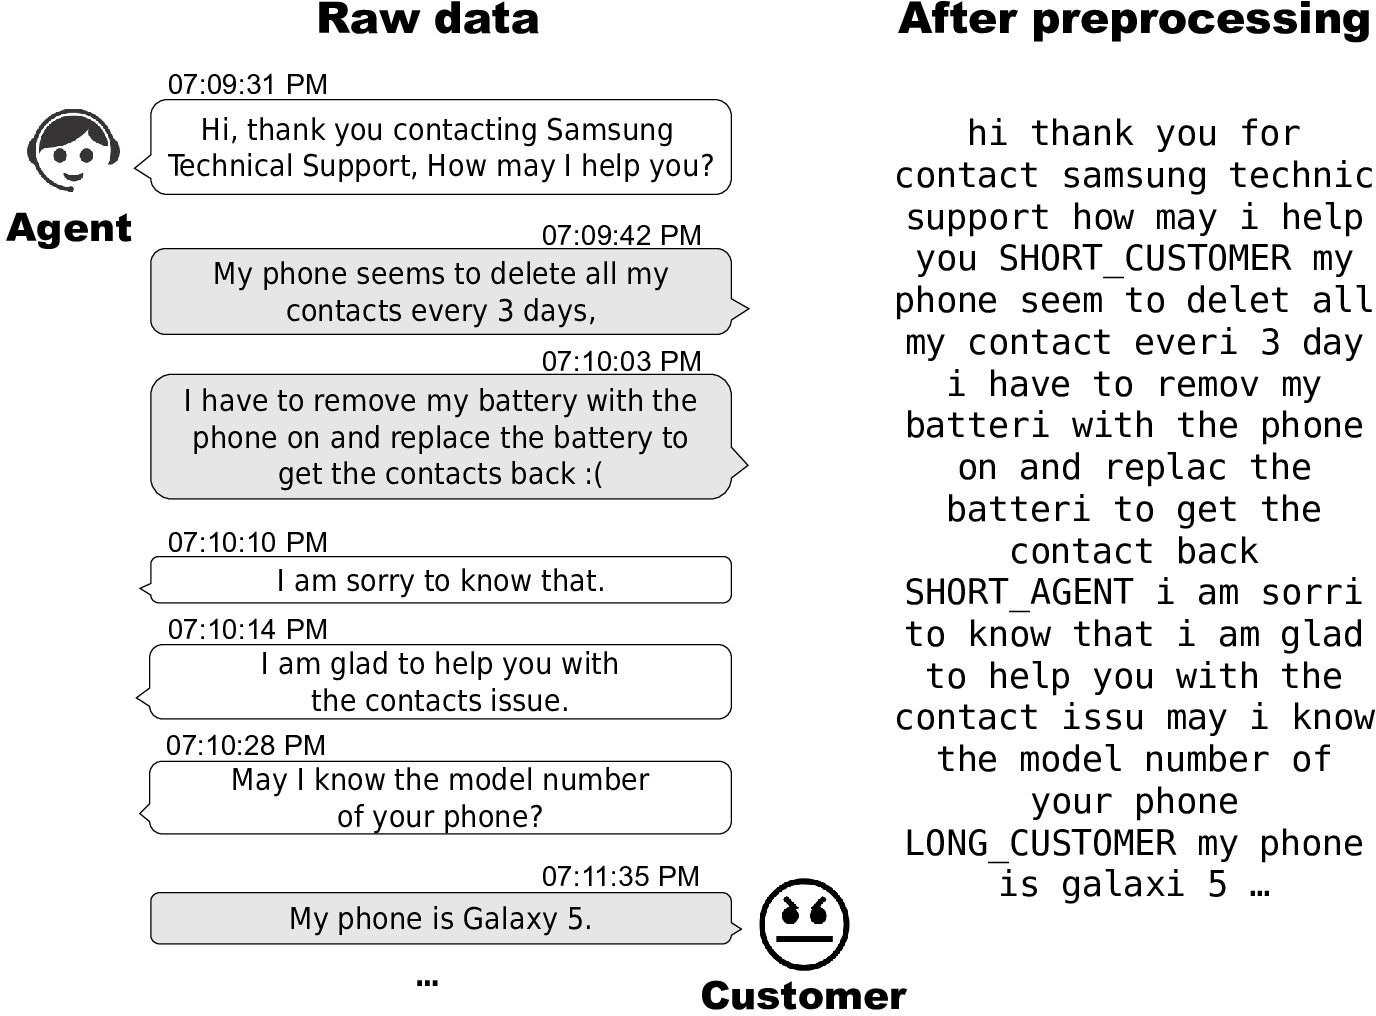 Raw data
07:09:31 PM
Hi, thank you contacting Samsung
Technical Support, How may I help you?
Agent
07:09:42 PM
My phone seems to delete all my
contacts every 3 days,
07:10:03 PM
I have to remove my battery with the
phone on and replace the battery to
get the contacts back :(
07:10:10 PM
I am sorry to know that.
07:10:14 PM
I am glad to help you with
the contacts issue.
07:10:28 PM
May I know the model number
of your phone?
07:11:35 PM
My phone is Galaxy 5.
Customer
…
After preprocessing
hi thank you for
contact samsung technic
support how may i help
you SHORT_CUSTOMER my
phone seem to delet all
my contact everi 3 day
i have to remov my
batteri with the phone
on and replac the
batteri to get the
contact back
SHORT_AGENT i am sorri
to know that i am glad
to help you with the
contact issu may i know
the model number of
your phone
LONG_CUSTOMER my phone
is galaxi 5 …